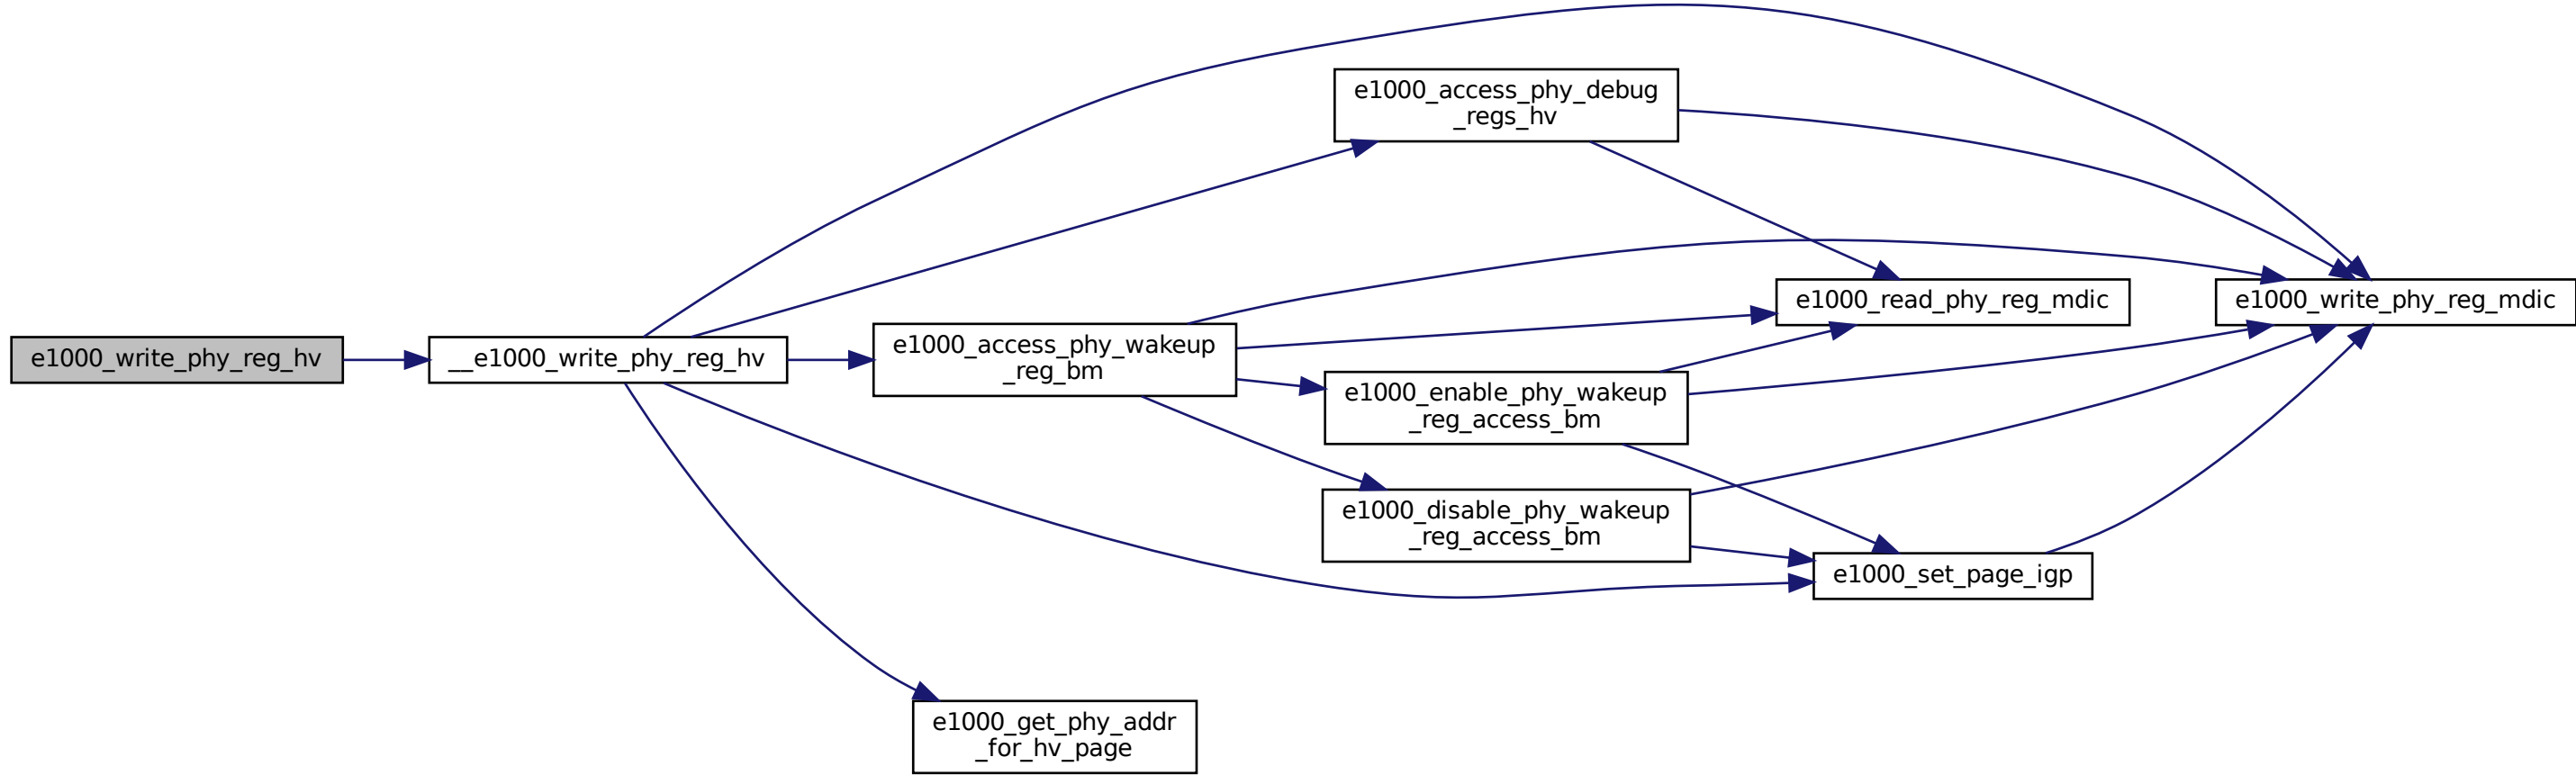 e1000_write_phy_reg_hv
__e1000_write_phy_reg_hv
e1000_access_phy_wakeup
_reg_bm
e1000_get_phy_addr
_for_hv_page
e1000_access_phy_debug
_regs_hv
e1000_enable_phy_wakeup
_reg_access_bm
e1000_disable_phy_wakeup
_reg_access_bm
e1000_read_phy_reg_mdic
e1000_set_page_igp
e1000_write_phy_reg_mdic